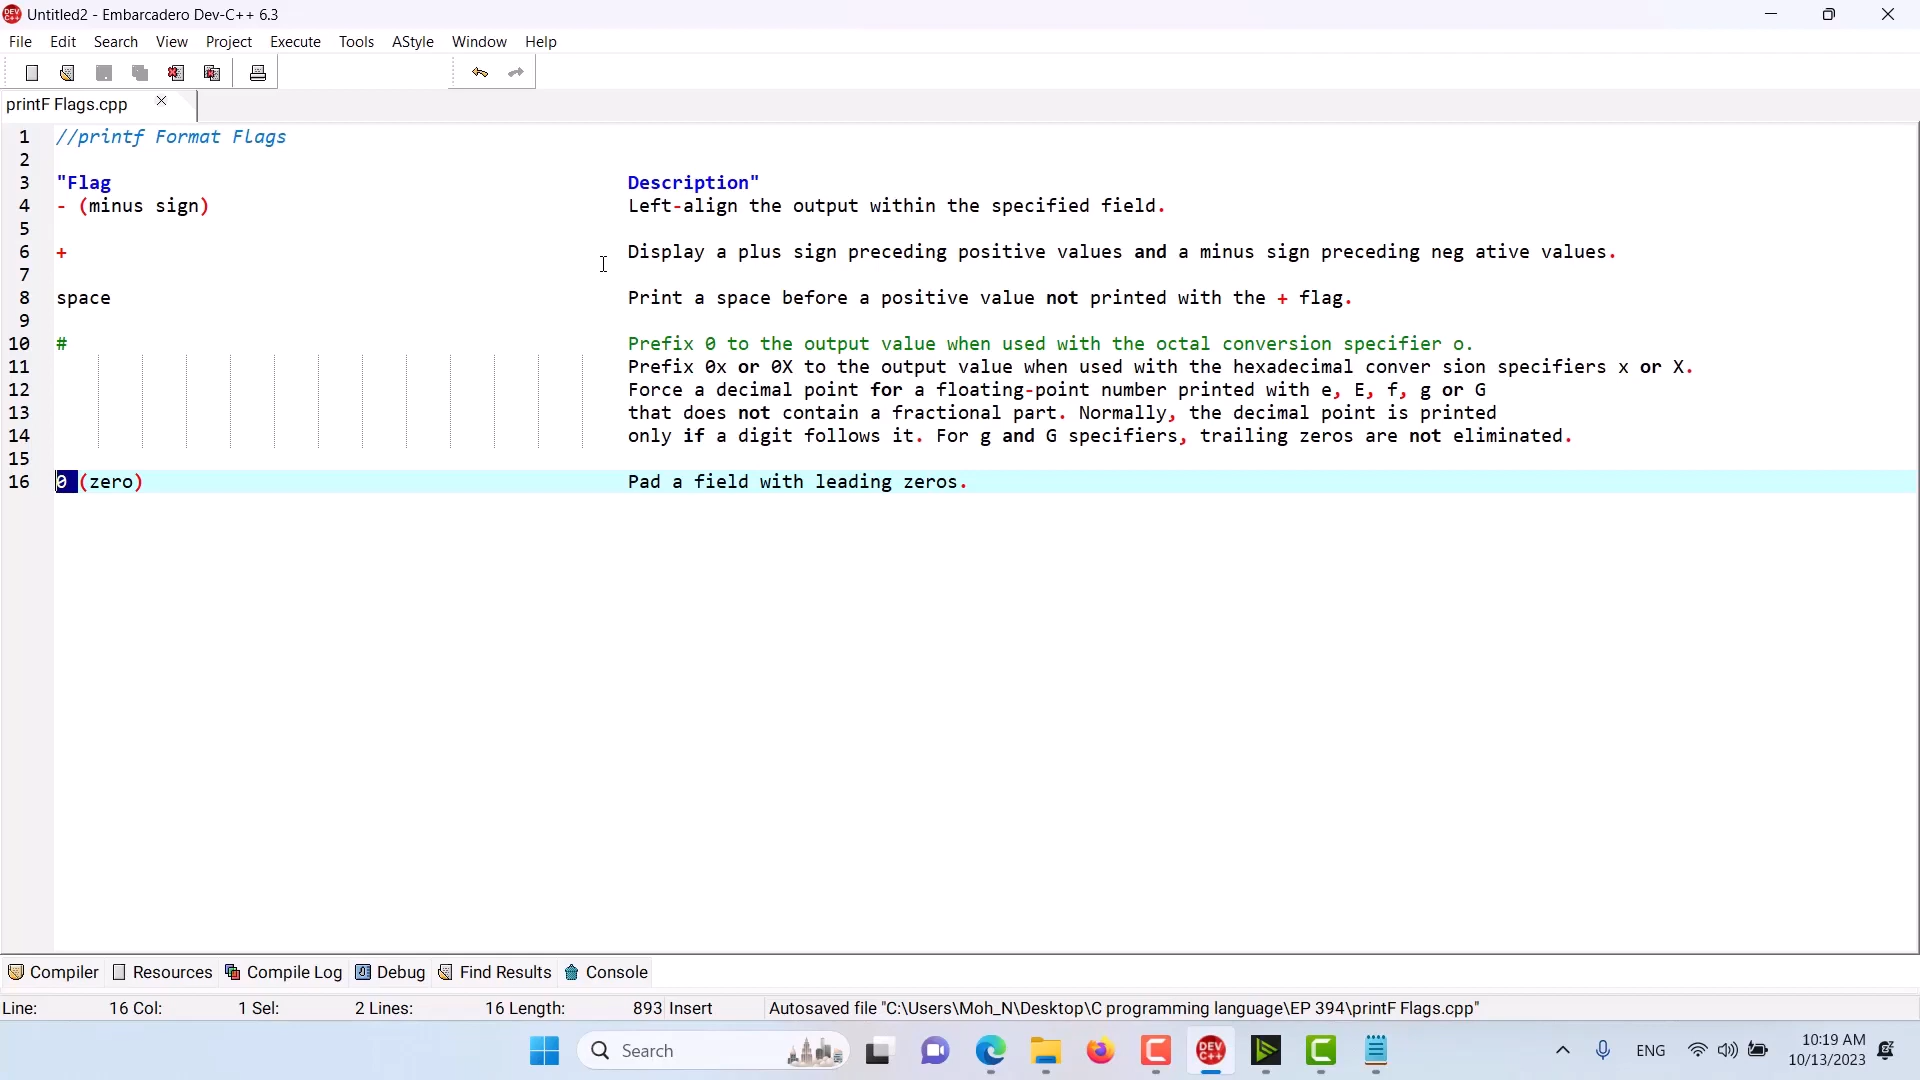 Untitled2 - Embarcadero Dev-C++ 6.3
File Edit Search View Project Execute Tools AStyle Window Help
printF Flags.cpp
1 //printf Format Flags
2
3 "Flag Description"
4 - (minus sign) Left-align the output within the specified field.
5
6 + Display a plus sign preceding positive values and a minus sign preceding neg ative values.
7
8 space Print a space before a positive value not printed with the + flag.
9
10 # Prefix 0 to the output value when used with the octal conversion specifier o.
11 Prefix 0x or 0X to the output value when used with the hexadecimal conver sion specifiers x or X.
12 Force a decimal point for a floating-point number printed with e, E, f, g or G
13 that does not contain a fractional part. Normally, the decimal point is printed
14 only if a digit follows it. For g and G specifiers, trailing zeros are not eliminated.
15
16 0 (zero) Pad a field with leading zeros.
Compiler Resources Compile Log Debug Find Results Console
Line: 16 Col: 1 Sel: 2 Lines: 16 Length: 893 Insert Autosaved file "C:\Users\Moh_N\Desktop\C programming language\EP 394\printF Flags.cpp"
Search DEV C++ ENG 10:19 AM
10/13/2023